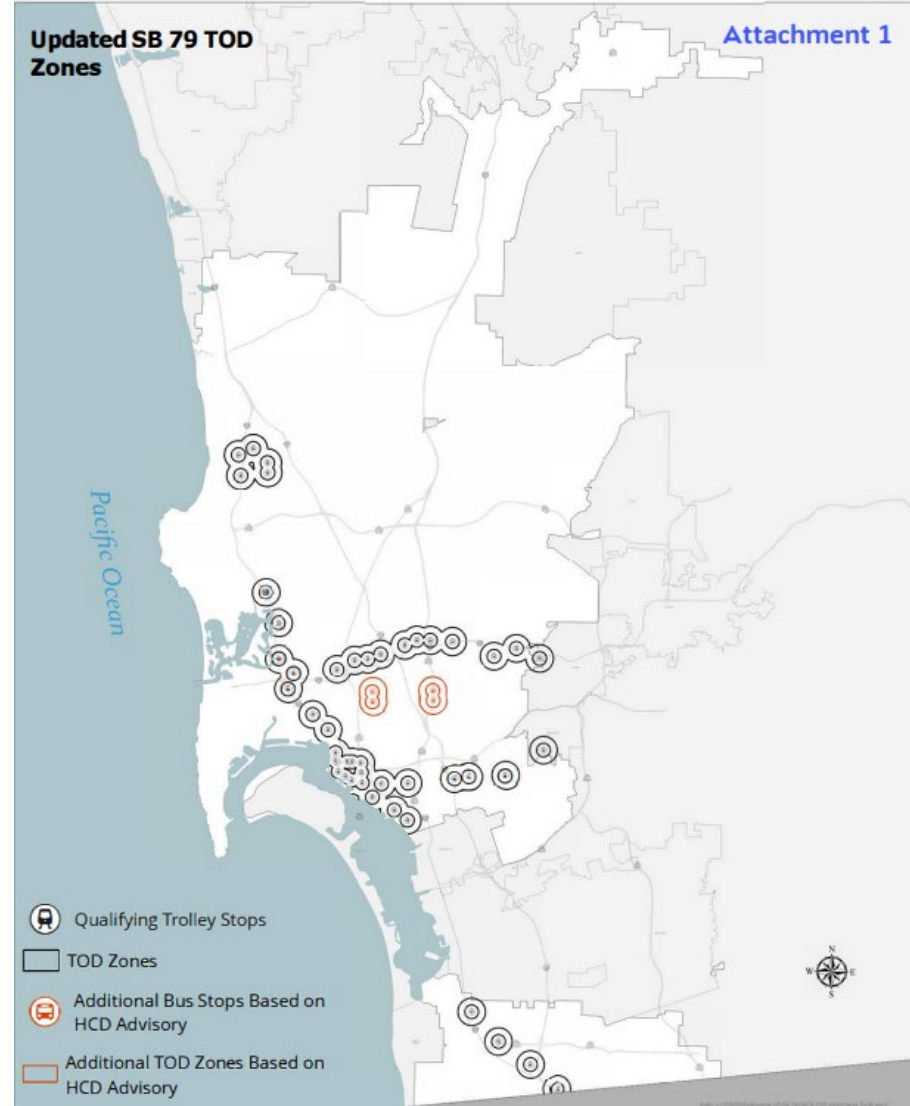 Updated SB 79 TOD
Zones
Attachment 1
Pacific Ocean
Qualifying Trolley Stops
TOD Zones
Additional Bus Stops Based on
HCD Advisory
Additional TOD Zones Based on
HCD Advisory
N
W
E
S